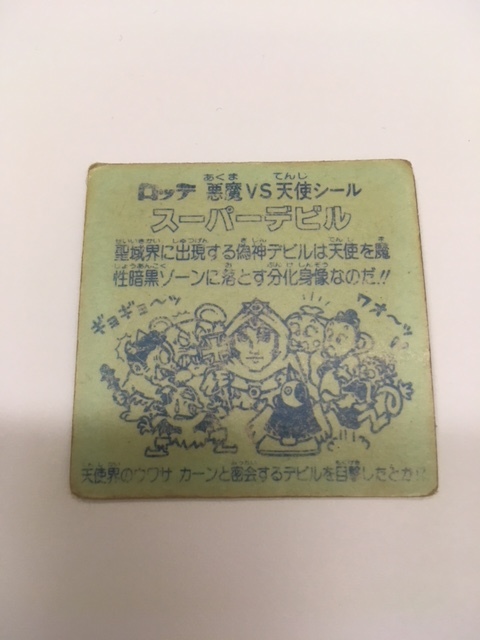 ロッテ 悪魔VS天使シール
スーパーデビル
聖域界に出現する偽神デビルは天使を魔
性暗黒ゾーンに落とす分化身像なのだ!!
ギョギョ〜ッ
ワオ〜ッ!!
天使界のウワサ カーンと密会するデビルを目撃したとか!?